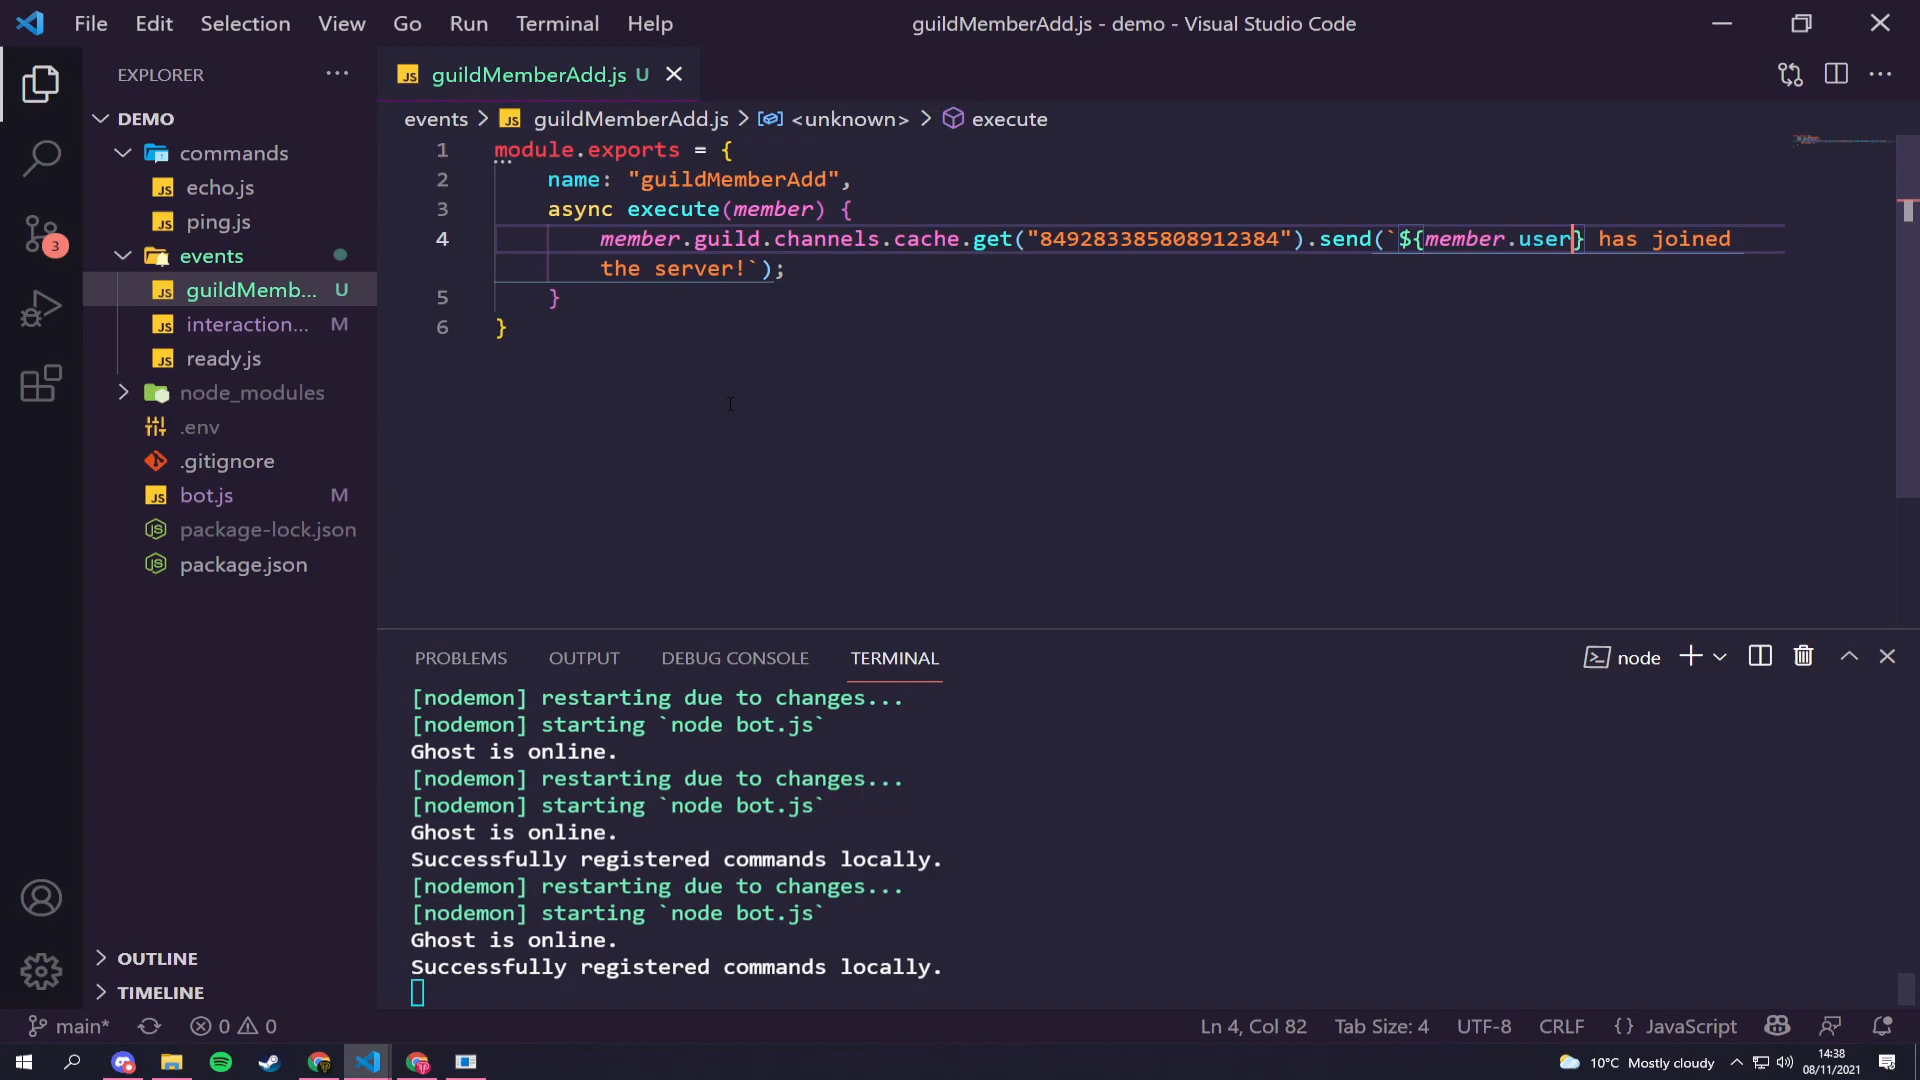 File Edit Selection View Go Run Terminal Help
guildMemberAdd.js - demo - Visual Studio Code
EXPLORER
guildMemberAdd.js U
DEMO
commands
echo.js
ping.js
events
guildMemb... U
interaction... M
ready.js
node_modules
.env
.gitignore
bot.js M
package-lock.json
package.json
OUTLINE
TIMELINE
3
events > guildMemberAdd.js > <unknown> > execute
1 module.exports = {
2 name: "guildMemberAdd",
3 async execute(member) {
4 member.guild.channels.cache.get("849283385808912384").send(`${member.user} has joined
the server!`);
5 }
6 }
PROBLEMS OUTPUT DEBUG CONSOLE TERMINAL
node
[nodemon] restarting due to changes...
[nodemon] starting `node bot.js`
Ghost is online.
[nodemon] restarting due to changes...
[nodemon] starting `node bot.js`
Ghost is online.
Successfully registered commands locally.
[nodemon] restarting due to changes...
[nodemon] starting `node bot.js`
Ghost is online.
Successfully registered commands locally.
main* 0 0
Ln 4, Col 82 Tab Size: 4 UTF-8 CRLF {} JavaScript
10°C Mostly cloudy
14:38
08/11/2021